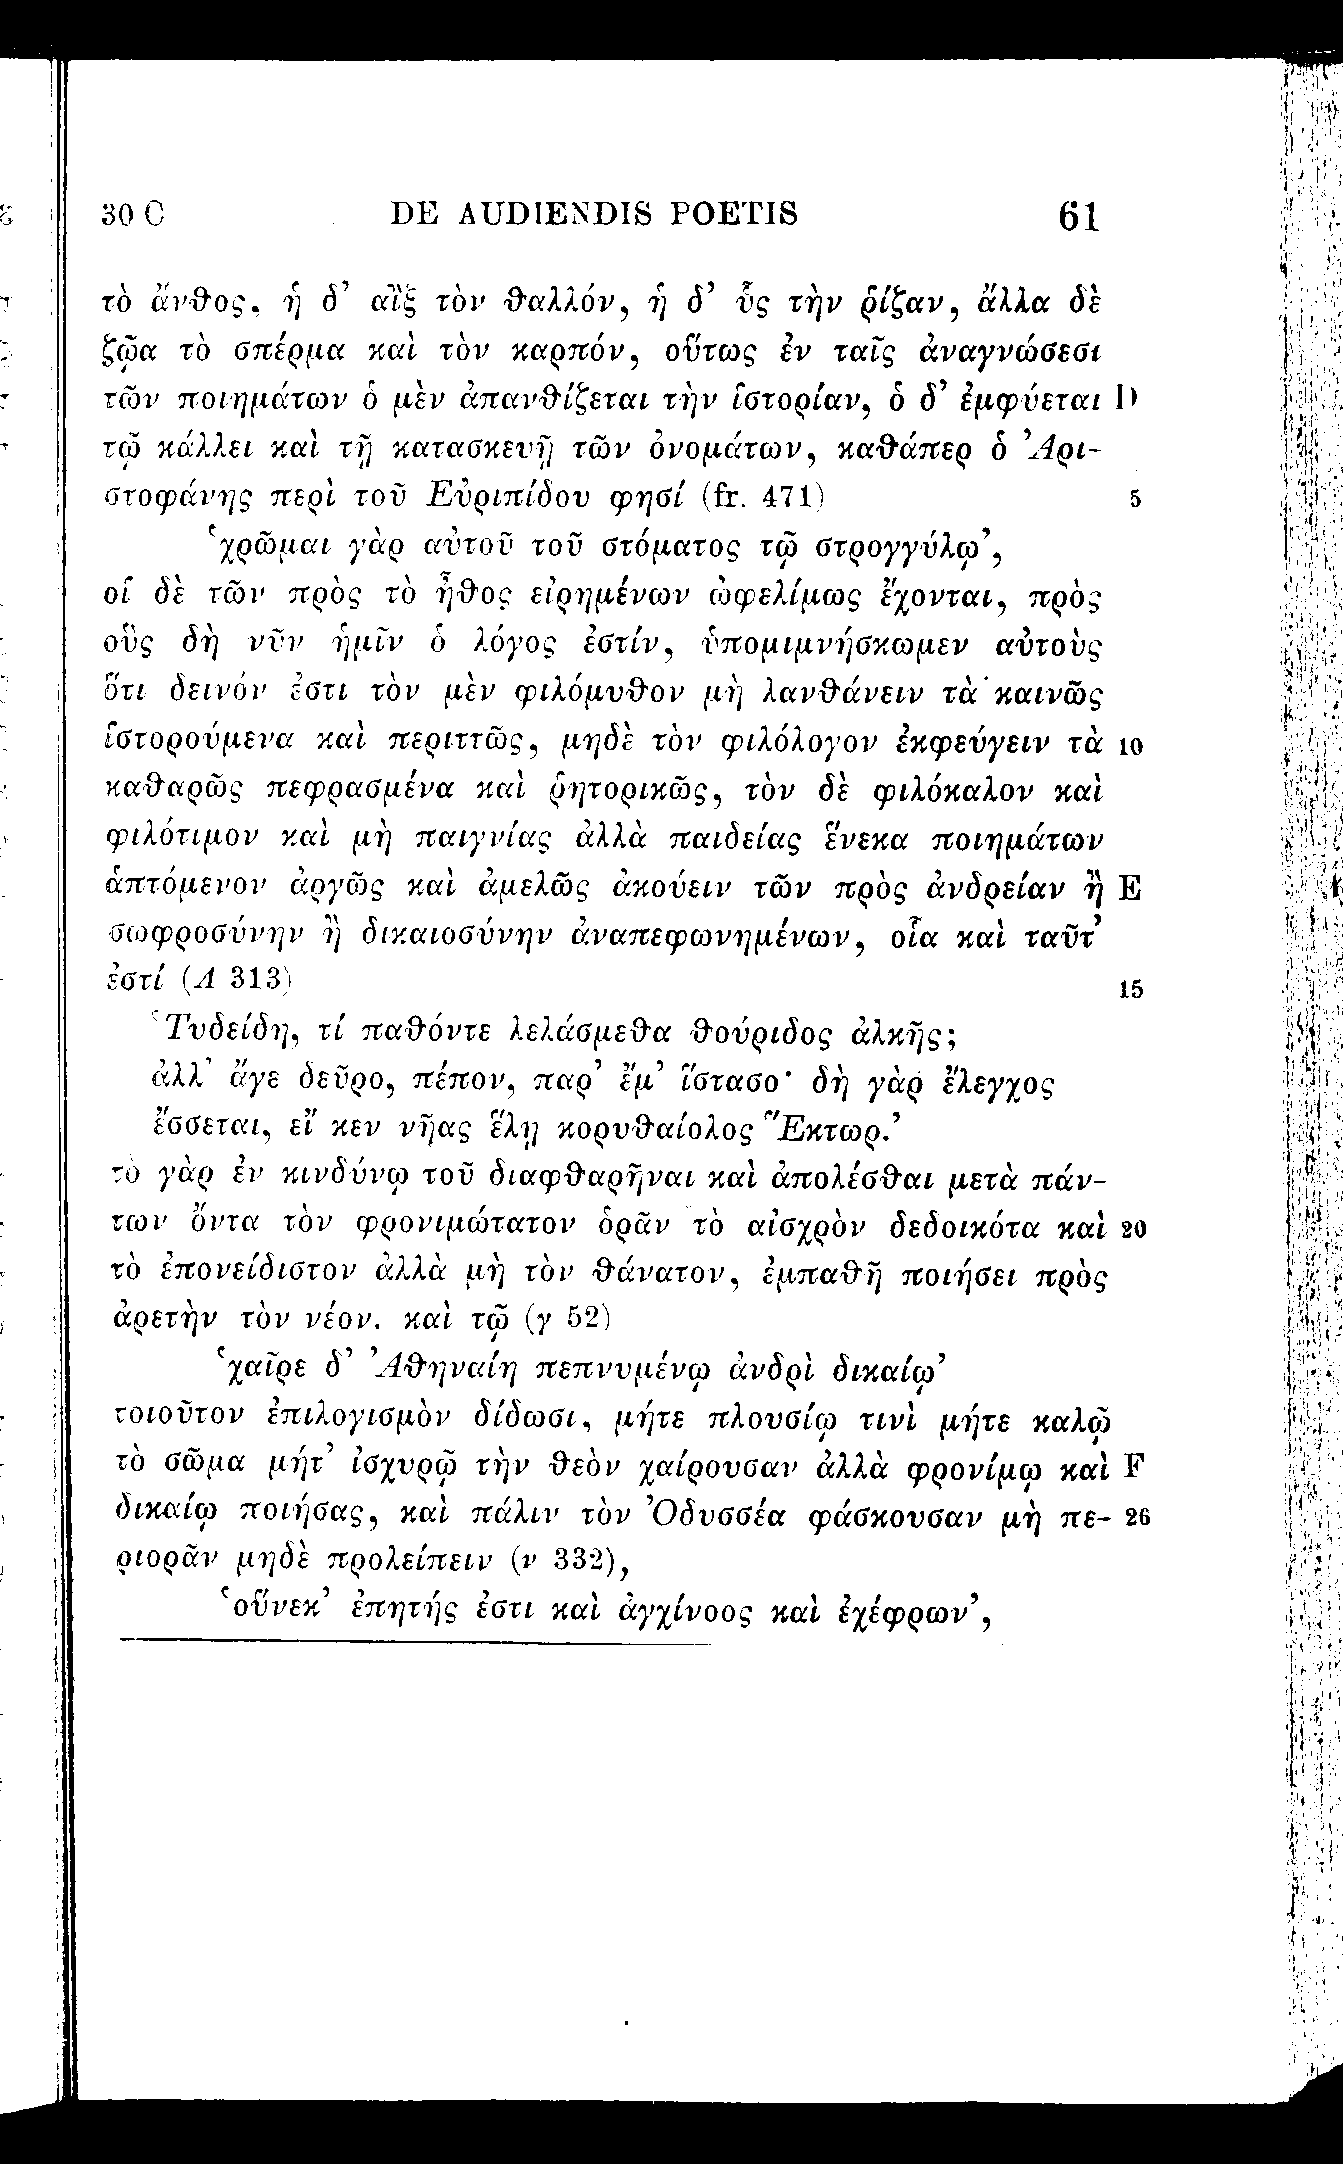 30 C DE AUDIENDIS POETIS 61
τὸ ἄνθος, ἡ δ’ αἲξ τὸν θαλλόν, ἡ δ’ ὗς τὴν ῥίζαν, ἄλλα δὲ
ζῷα τὸ σπέρμα καὶ τὸν καρπόν, οὕτως ἐν ταῖς ἀναγνώσεσι
τῶν ποιημάτων ὁ μὲν ἀπανθίζεται τὴν ἱστορίαν, ὁ δ’ ἐμφύεται D
τῷ κάλλει καὶ τῇ κατασκευῇ τῶν ὀνομάτων, καθάπερ ὁ Ἀρι-
στοφάνης περὶ τοῦ Εὐριπίδου φησί (fr. 471) 5
‘χρῶμαι γὰρ αὐτοῦ τοῦ στόματος τῷ στρογγύλῳ’,
οἱ δὲ τῶν πρὸς τὸ ἦθος εἰρημένων ὠφελίμως ἔχονται, πρὸς
οὓς δὴ νῦν ἡμῖν ὁ λόγος ἐστίν, ὑπομιμνήσκωμεν αὐτοὺς
ὅτι δεινόν ἐστι τὸν μὲν φιλόμυθον μὴ λανθάνειν τὰ καινῶς
ἱστορούμενα καὶ περιττῶς, μηδὲ τὸν φιλόλογον ἐκφεύγειν τὰ 10
καθαρῶς πεφρασμένα καὶ ῥητορικῶς, τὸν δὲ φιλόκαλον καὶ
φιλότιμον καὶ μὴ παιγνίας ἀλλὰ παιδείας ἕνεκα ποιημάτων
ἁπτόμενον ἀργῶς καὶ ἀμελῶς ἀκούειν τῶν πρὸς ἀνδρείαν ἢ E
σωφροσύνην ἢ δικαιοσύνην ἀναπεφωνημένων, οἷα καὶ ταῦτ’
ἐστί (Λ 313) 15
‘Τυδείδη, τί παθόντε λελάσμεθα θούριδος ἀλκῆς;
ἀλλ’ ἄγε δεῦρο, πέπον, παρ’ ἔμ’ ἵστασο· δὴ γὰρ ἔλεγχος
ἔσσεται, εἴ κεν νῆας ἕλῃ κορυθαίολος Ἕκτωρ.’
τὸ γὰρ ἐν κινδύνῳ τοῦ διαφθαρῆναι καὶ ἀπολέσθαι μετὰ πάν-
των ὄντα τὸν φρονιμώτατον ὁρᾶν τὸ αἰσχρὸν δεδοικότα καὶ 20
τὸ ἐπονείδιστον ἀλλὰ μὴ τὸν θάνατον, ἐμπαθῆ ποιήσει πρὸς
ἀρετὴν τὸν νέον. καὶ τῷ (γ 52)
‘χαῖρε δ’ Ἀθηναίη πεπνυμένῳ ἀνδρὶ δικαίῳ’
τοιοῦτον ἐπιλογισμὸν δίδωσι, μήτε πλουσίῳ τινὶ μήτε καλῷ
τὸ σῶμα μήτ’ ἰσχυρῷ τὴν θεὸν χαίρουσαν ἀλλὰ φρονίμῳ καὶ F
δικαίῳ ποιήσας, καὶ πάλιν τὸν Ὀδυσσέα φάσκουσαν μὴ πε- 26
ριορᾶν μηδὲ προλείπειν (ν 332),
‘οὕνεκ’ ἐπητής ἐστι καὶ ἀγχίνοος καὶ ἐχέφρων’,